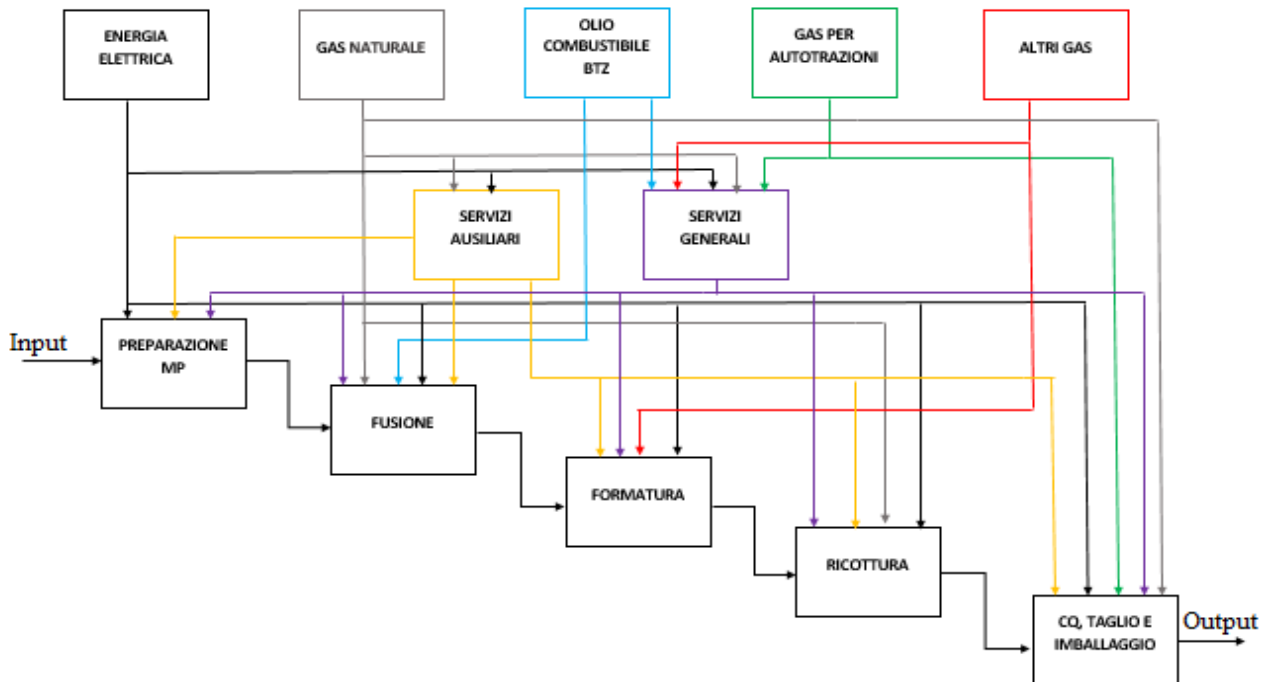 ENERGIA
ELETTRICA
GAS NATURALE
OLIO
COMBUSTIBILE
BTZ
GAS PER
AUTOTRAZIONI
ALTRI GAS
SERVIZI
AUSILIARI
SERVIZI
GENERALI
Input
PREPARAZIONE
MP
FUSIONE
FORMATURA
RICOTTURA
CQ, TAGLIO E
IMBALLAGGIO
Output